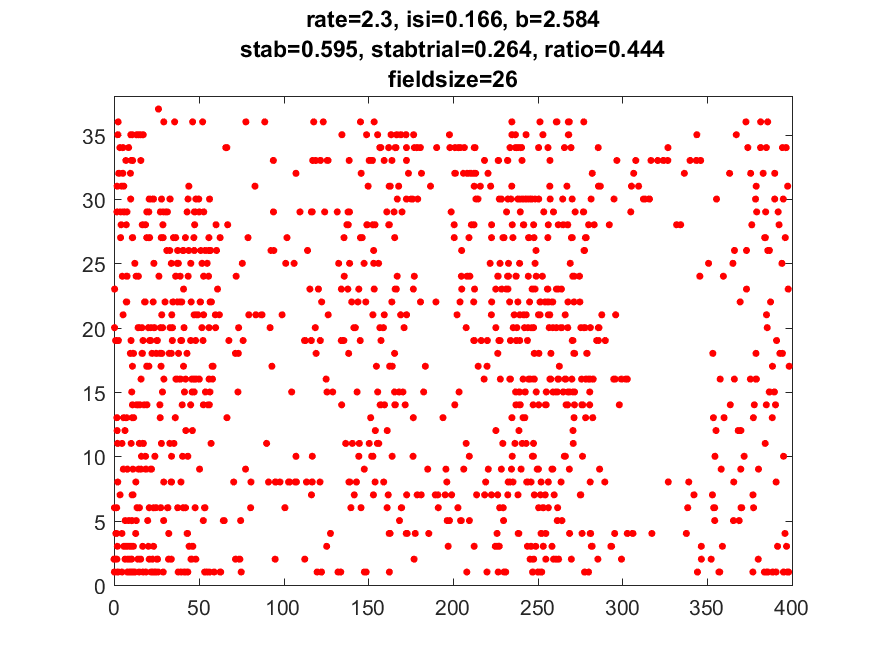 rate=2.3, isi=0.166, b=2.584
stab=0.595, stabtrial=0.264, ratio=0.444
fieldsize=26
35
30
25
20
15
10
5
0
0 50 100 150 200 250 300 350 400